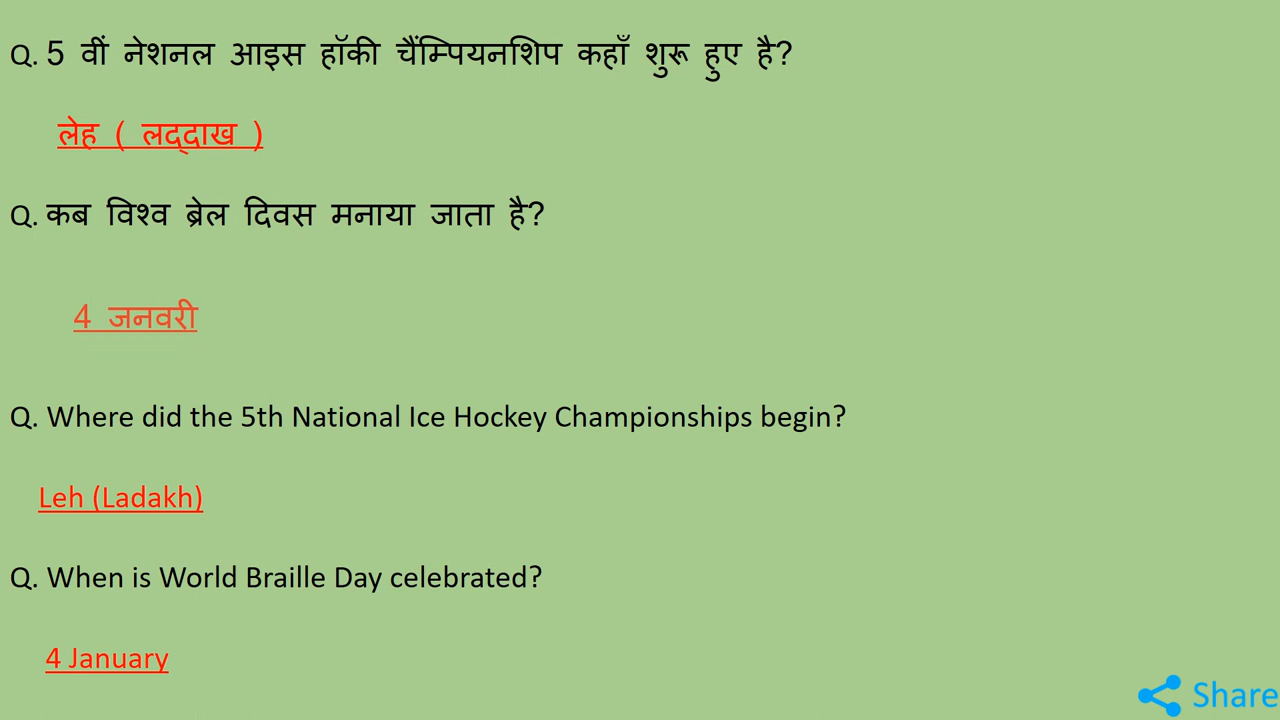 Q. 5 वीं नेशनल आइस हॉकी चैंम्पियनशिप कहाँ शुरू हुए है?
लेह ( लद्दाख )
Q. कब विश्व ब्रेल दिवस मनाया जाता है?
4 जनवरी
Q. Where did the 5th National Ice Hockey Championships begin?
Leh (Ladakh)
Q. When is World Braille Day celebrated?
4 January
Share